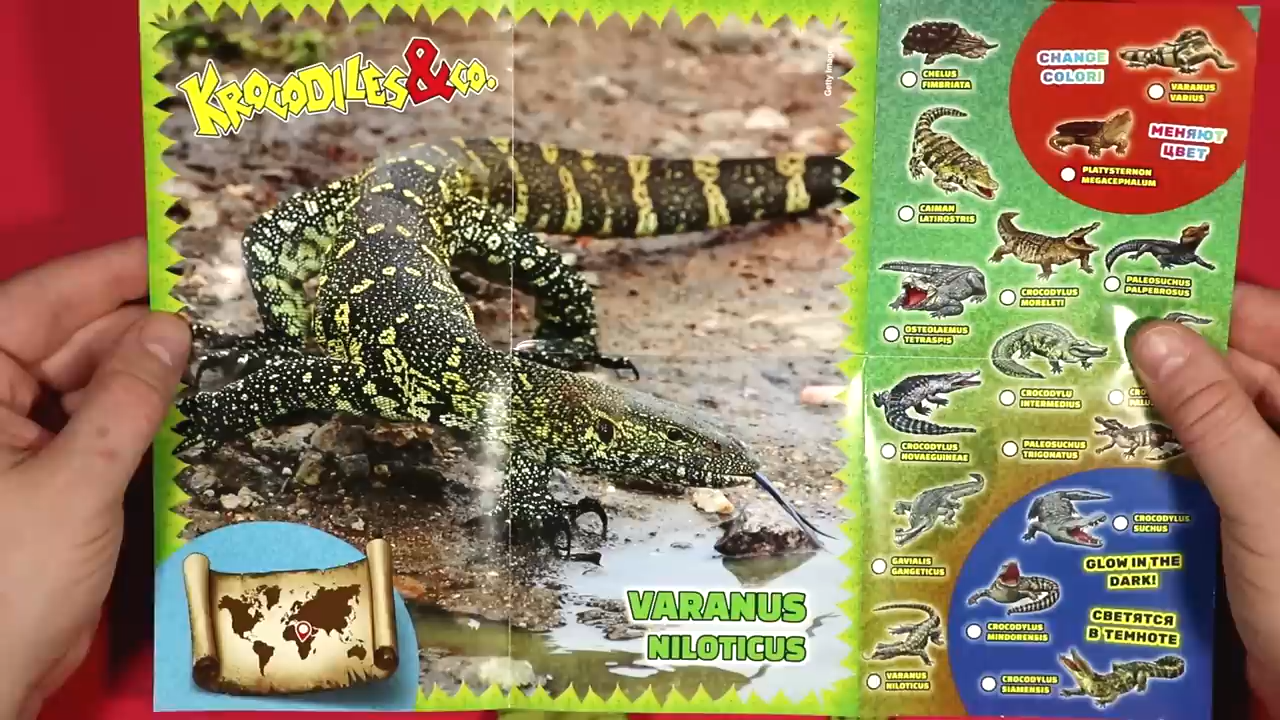 KROCODILES&CO.
Getty Images
VARANUS
NILOTICUS
CHELUS
FIMBRIATA
CHANGE
COLOR!
VARANUS
VARIUS
МЕНЯЮТ
ЦВЕТ
PLATYSTERNON
MEGACEPHALUM
CAIMAN
LATIROSTRIS
CROCODYLUS
MORELETI
PALEOSUCHUS
PALPEBROSUS
OSTEOLAEMUS
TETRASPIS
CROCODYLU
INTERMEDIUS
CROCODYLUS
NOVAEGUINEAE
PALEOSUCHUS
TRIGONATUS
CROCODYLUS
SUCHUS
GAVIALIS
GANGETICUS
GLOW IN THE
DARK!
CROCODYLUS
MINDORENSIS
СВЕТЯТСЯ
В ТЕМНОТЕ
VARANUS
NILOTICUS
CROCODYLUS
SIAMENSIS